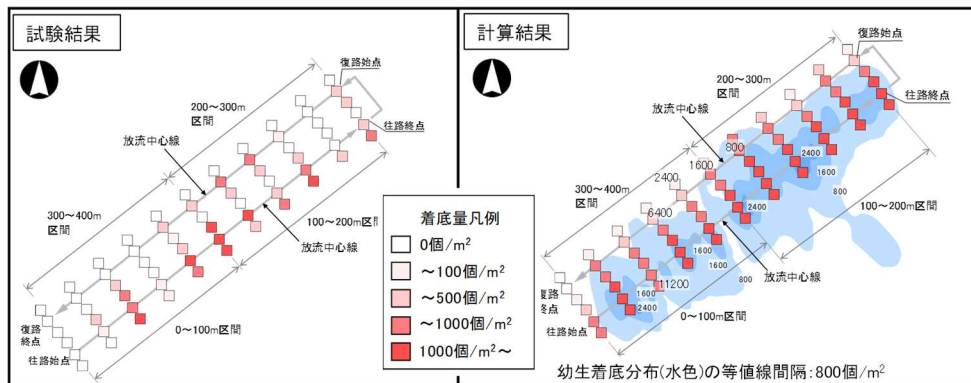 試験結果
復路始点
200～300m
区間
往路終点
放流中心線
300～400m
区間
100～200m区間
放流中心線
0～100m区間
復路
終点
往路始点
着底量凡例
0個/m²
～100個/m²
～500個/m²
～1000個/m²
1000個/m²～
計算結果
復路始点
200～300m
区間
往路終点
放流中心線
800
1600
2400
1600
2400
300～400m
区間
800
100～200m区間
6400
2400
放流中心線
1600
1600
800
11200
1600
2400
0～100m区間
復路
終点
往路始点
幼生着底分布(水色)の等値線間隔:800個/m²